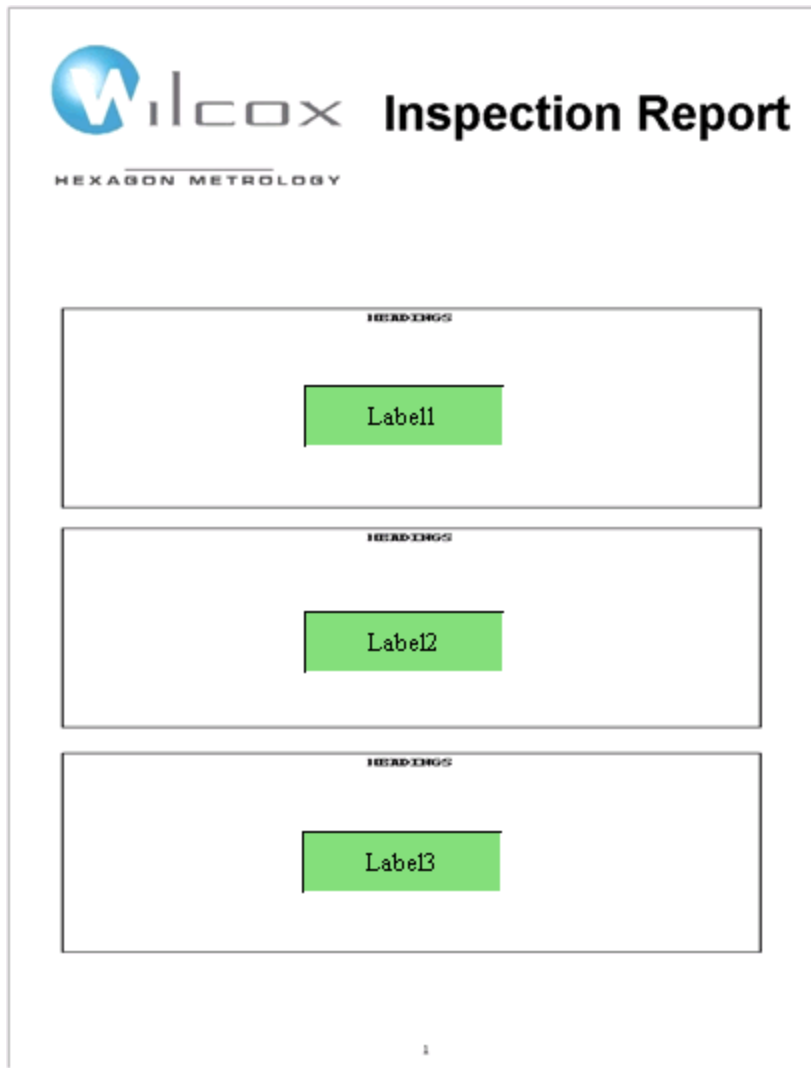 Wilcox Inspection Report
HEXAGON METROLOGY
HEADINGS
Label1
HEADINGS
Label2
HEADINGS
Label3
1